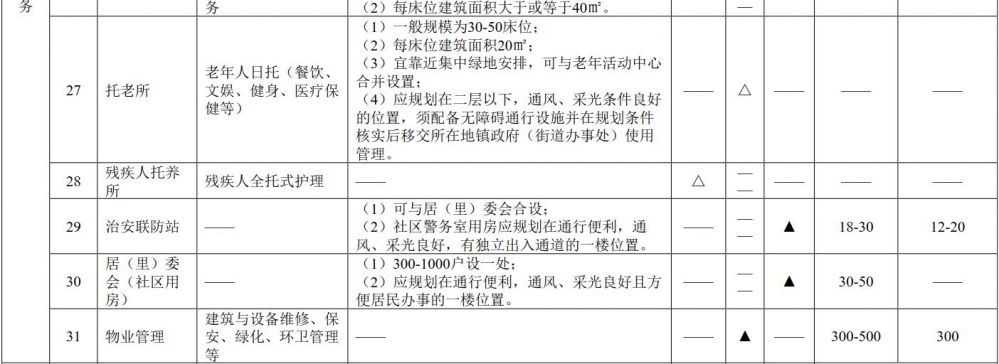 务
务
（2）每床位建筑面积大于或等于40㎡。
—
27
托老所
老年人日托（餐饮、
文娱、健身、医疗保
健等）
（1）一般规模为30-50床位；
（2）每床位建筑面积20㎡；
（3）宜靠近集中绿地安排，可与老年活动中心
合并设置；
（4）应规划在二层以下，通风、采光条件良好
的位置，须配备无障碍通行设施并在规划条件
核实后移交所在地镇政府（街道办事处）使用
管理。
——
△
——
——
——
28
残疾人托养
所
残疾人全托式护理
——
△
——
——
——
——
29
治安联防站
——
（1）可与居（里）委会合设；
（2）社区警务室用房应规划在通行便利，通
风、采光良好，有独立出入通道的一楼位置。
——
——
▲
18-30
12-20
30
居（里）委
会（社区用
房）
——
（1）300-1000户设一处；
（2）应规划在通行便利，通风、采光良好且方
便居民办事的一楼位置。
——
——
▲
30-50
——
31
物业管理
建筑与设备维修、保
安、绿化、环卫管理
等
——
——
▲
——
300-500
300